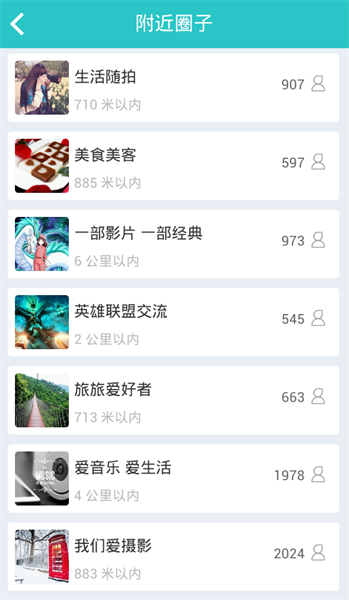 附近圈子
生活随拍
907
710 米以内
美食美客
597
885 米以内
一部影片 一部经典
973
6 公里以内
英雄联盟交流
545
2 公里以内
旅旅爱好者
663
713 米以内
爱音乐 爱生活
1978
4 公里以内
MUSIC
我们爱摄影
2024
883 米以内